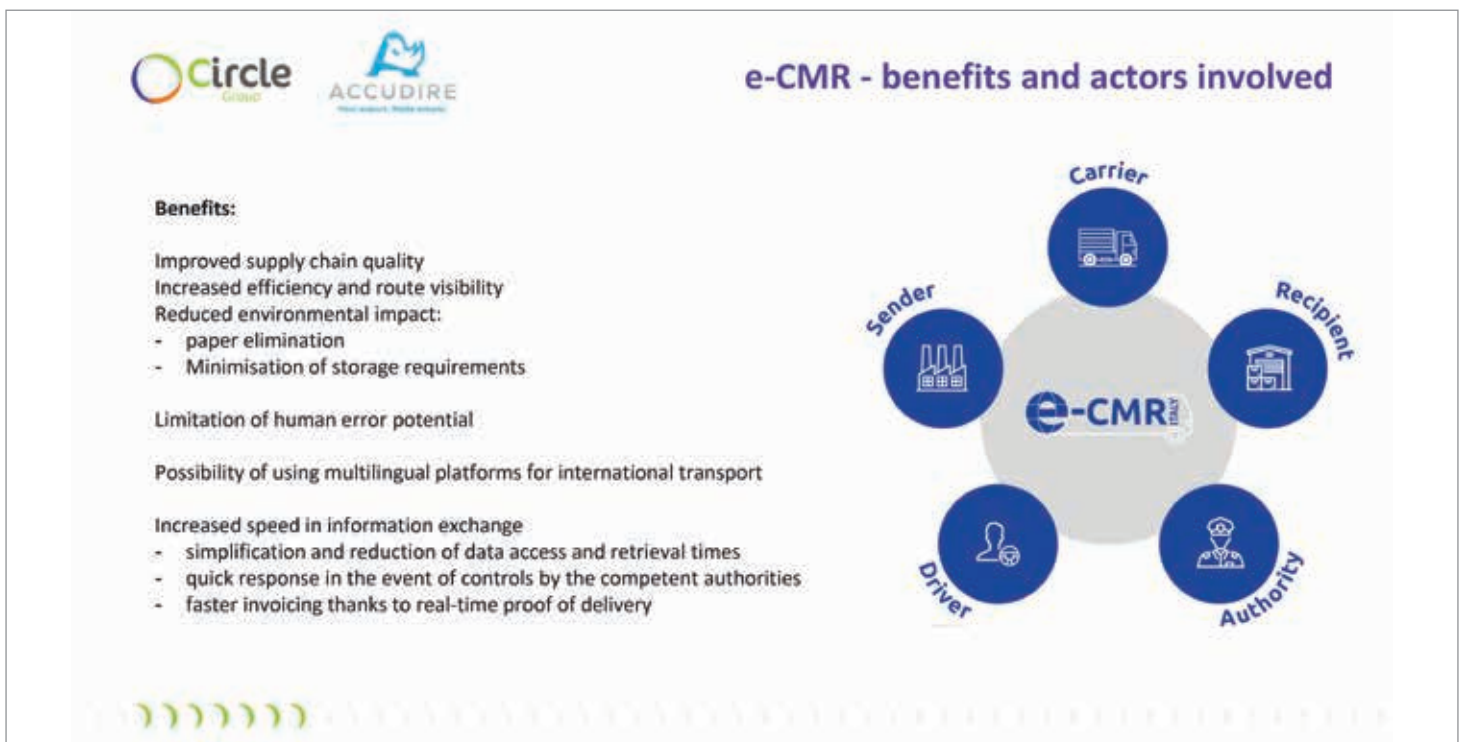 Circle
Group
ACCUDIRE
e-CMR - benefits and actors involved
Benefits:
Improved supply chain quality
Increased efficiency and route visibility
Reduced environmental impact:
- paper elimination
- Minimisation of storage requirements
Limitation of human error potential
Possibility of using multilingual platforms for international transport
Increased speed in information exchange
- simplification and reduction of data access and retrieval times
- quick response in the event of controls by the competent authorities
- faster invoicing thanks to real-time proof of delivery
Carrier
Sender
Recipient
e-CMR
ITALY
Driver
Authority